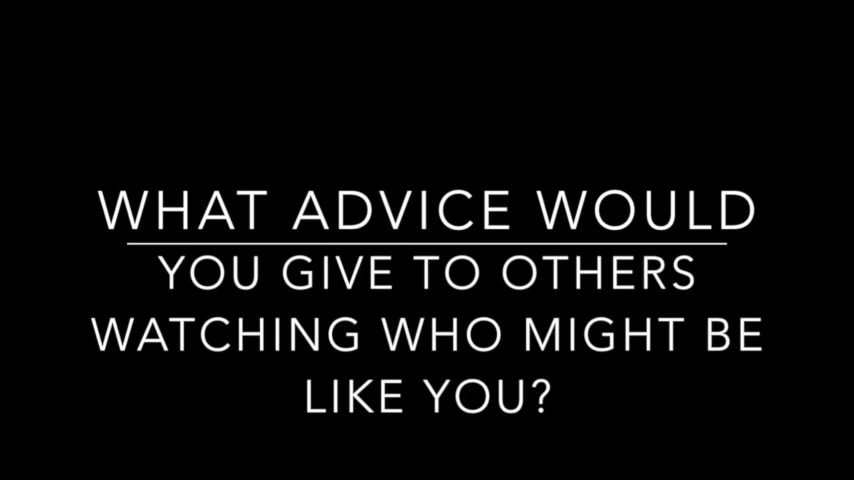 WHAT ADVICE WOULD
YOU GIVE TO OTHERS
WATCHING WHO MIGHT BE
LIKE YOU?